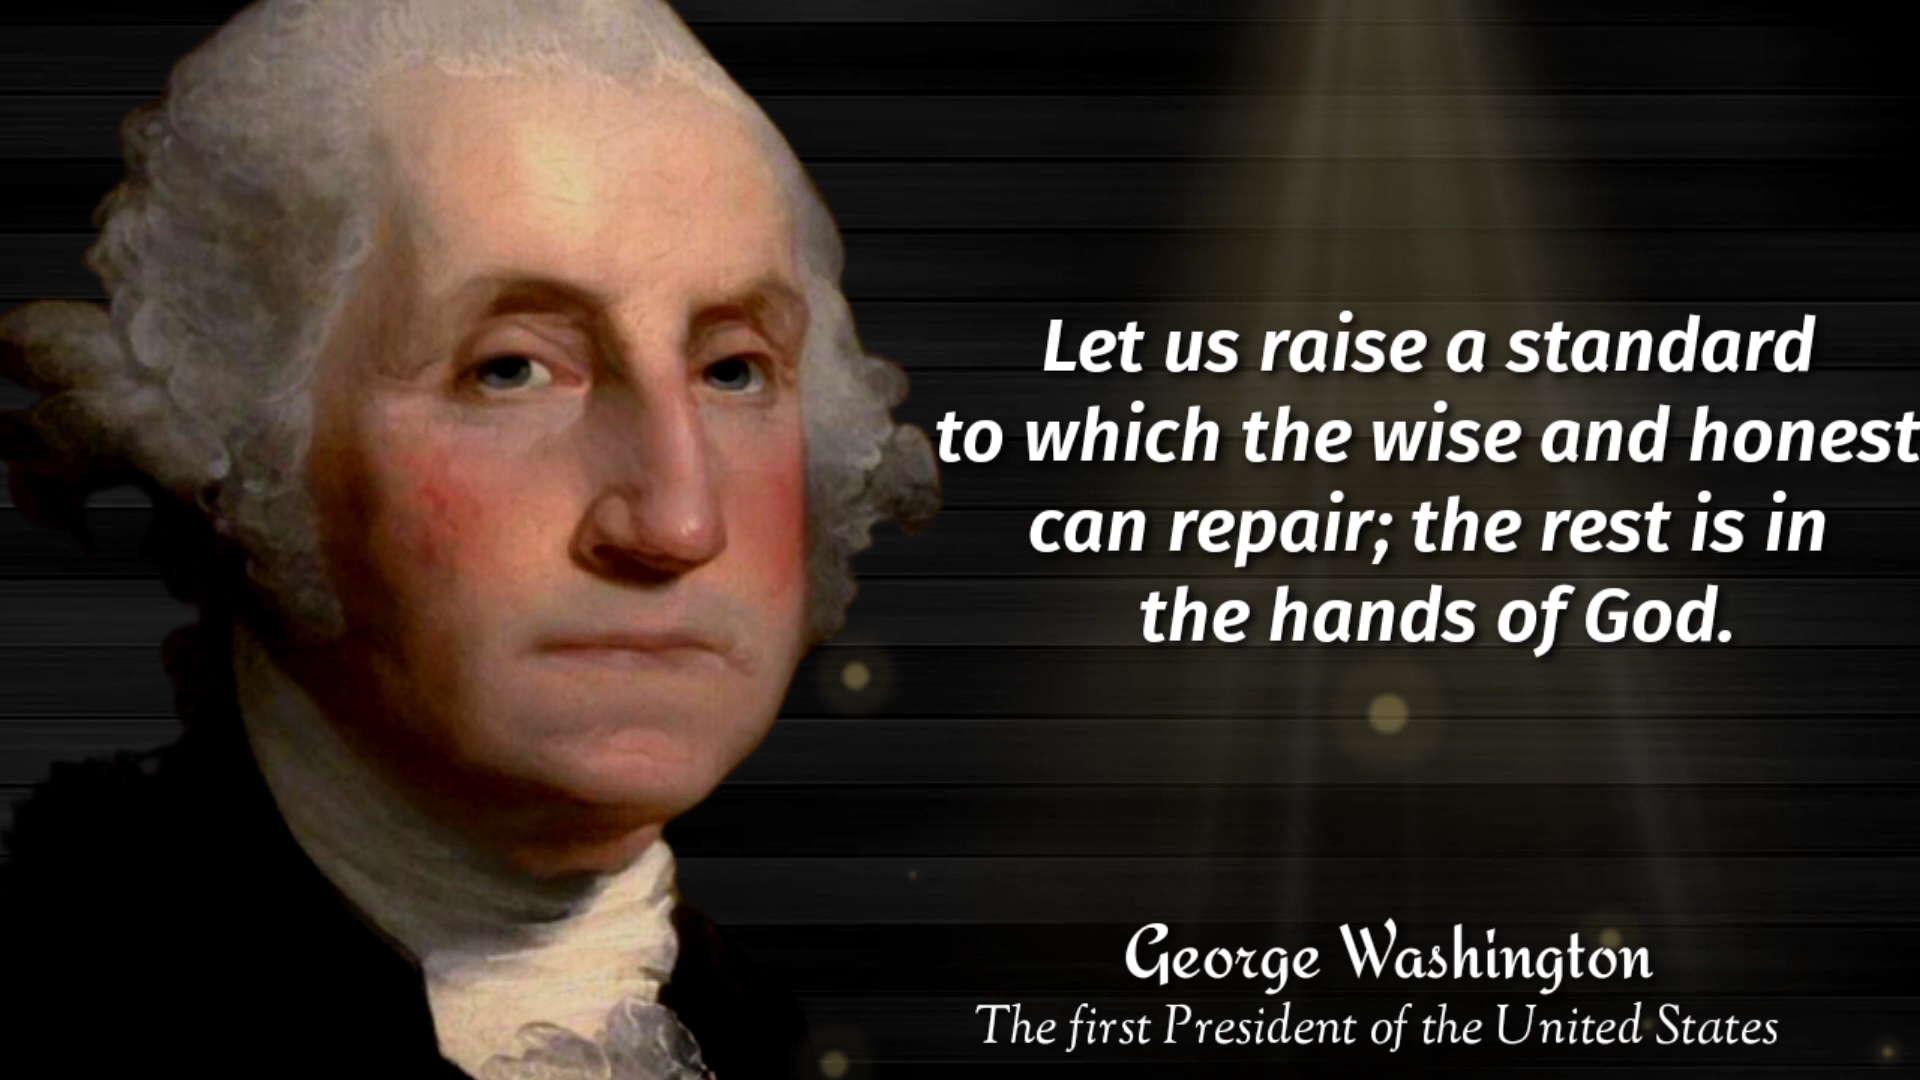 Let us raise a standard
to which the wise and honest
can repair; the rest is in
the hands of God.
George Washington
The first President of the United States